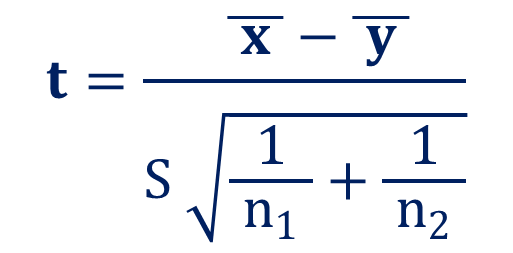 t = (x̅ − y̅) / (S √(1/n₁ + 1/n₂))